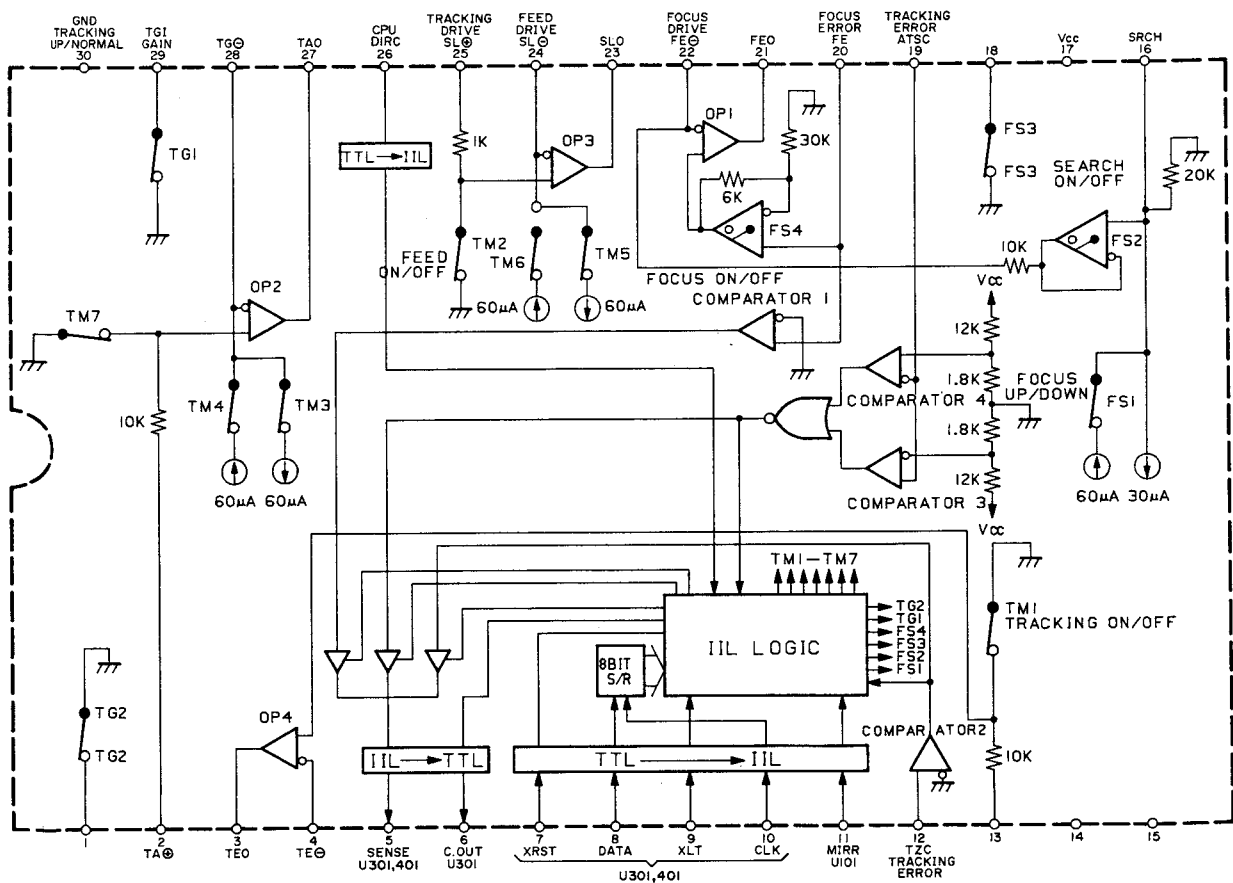 GND
TRACKING
UP/NORMAL
30
TGI
GAIN
29
TG⊖
28
TAO
27
CPU
DIRC
26
TRACKING
DRIVE
SL⊕
25
FEED
DRIVE
SL⊖
24
SLO
23
FOCUS
DRIVE
FE⊖
22
FEO
21
FOCUS
ERROR
FE
20
TRACKING
ERROR
ATSC
19
18
Vcc
17
SRCH
16
TG1
TTL → IIL
1K
OP3
OP1
30K
6K
FS4
FS3
FS3
SEARCH
ON/OFF
20K
FS2
10K
FEED
ON/OFF
TM2
TM6
TM5
60µA
60µA
FOCUS ON/OFF
COMPARATOR 1
Vcc
12K
1.8K
COMPARATOR 4
1.8K
12K
COMPARATOR 3
Vcc
FOCUS
UP/DOWN
FS1
60µA
30µA
OP2
TM7
10K
TM4
TM3
60µA
60µA
TM1—TM7
TG2
TG1
FS4
FS3
FS2
FS1
IIL LOGIC
8BIT
S/R
TM1
TRACKING ON/OFF
COMPARATOR2
10K
TG2
TG2
OP4
IIL → TTL
TTL → IIL
1
2
TA⊕
3
TEO
4
TE⊖
5
SENSE
U301,401
6
C.OUT
U301
7
XRST
8
DATA
9
XLT
10
CLK
U301,401
11
MIRR
U101
12
TZC
TRACKING
ERROR
13
14
15